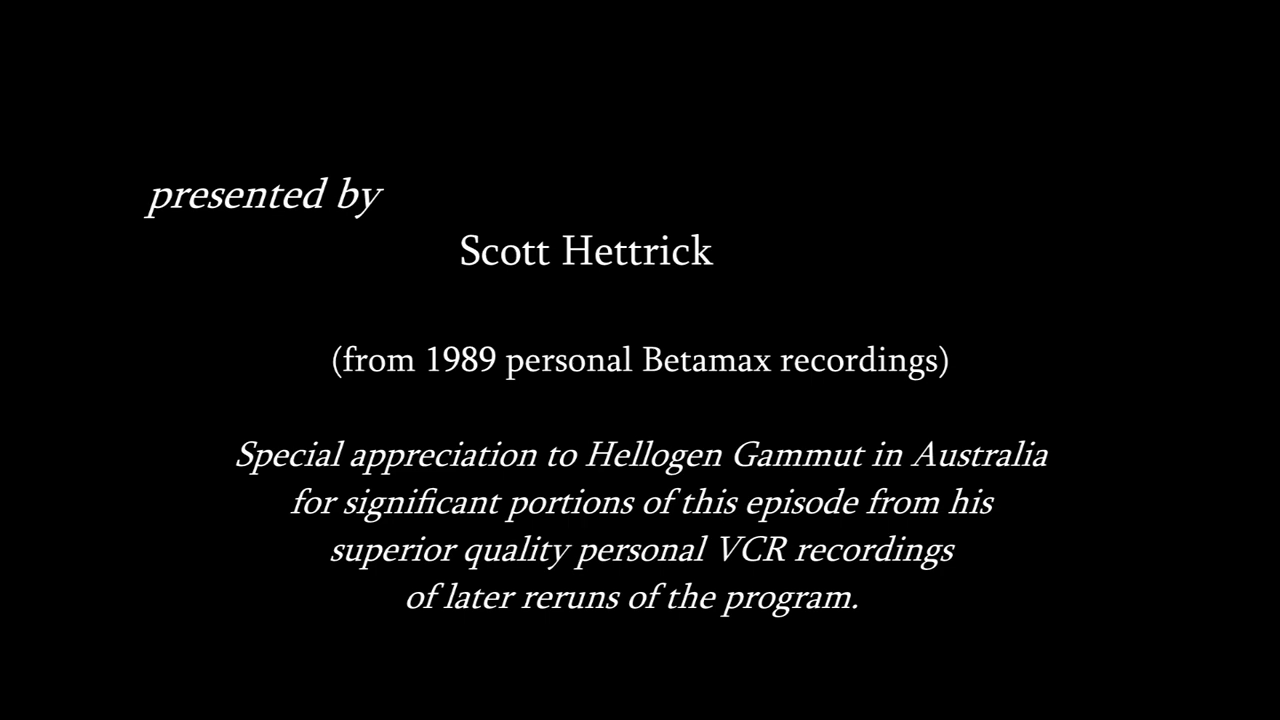 presented by
Scott Hettrick
(from 1989 personal Betamax recordings)
Special appreciation to Hellogen Gammut in Australia
for significant portions of this episode from his
superior quality personal VCR recordings
of later reruns of the program.